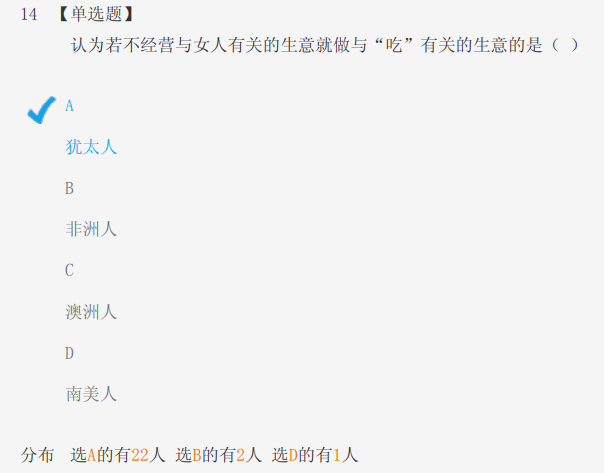 14 【单选题】
认为若不经营与女人有关的生意就做与“吃”有关的生意的是（ ）
A
犹太人
B
非洲人
C
澳洲人
D
南美人
分布 选A的有22人 选B的有2人 选D的有1人